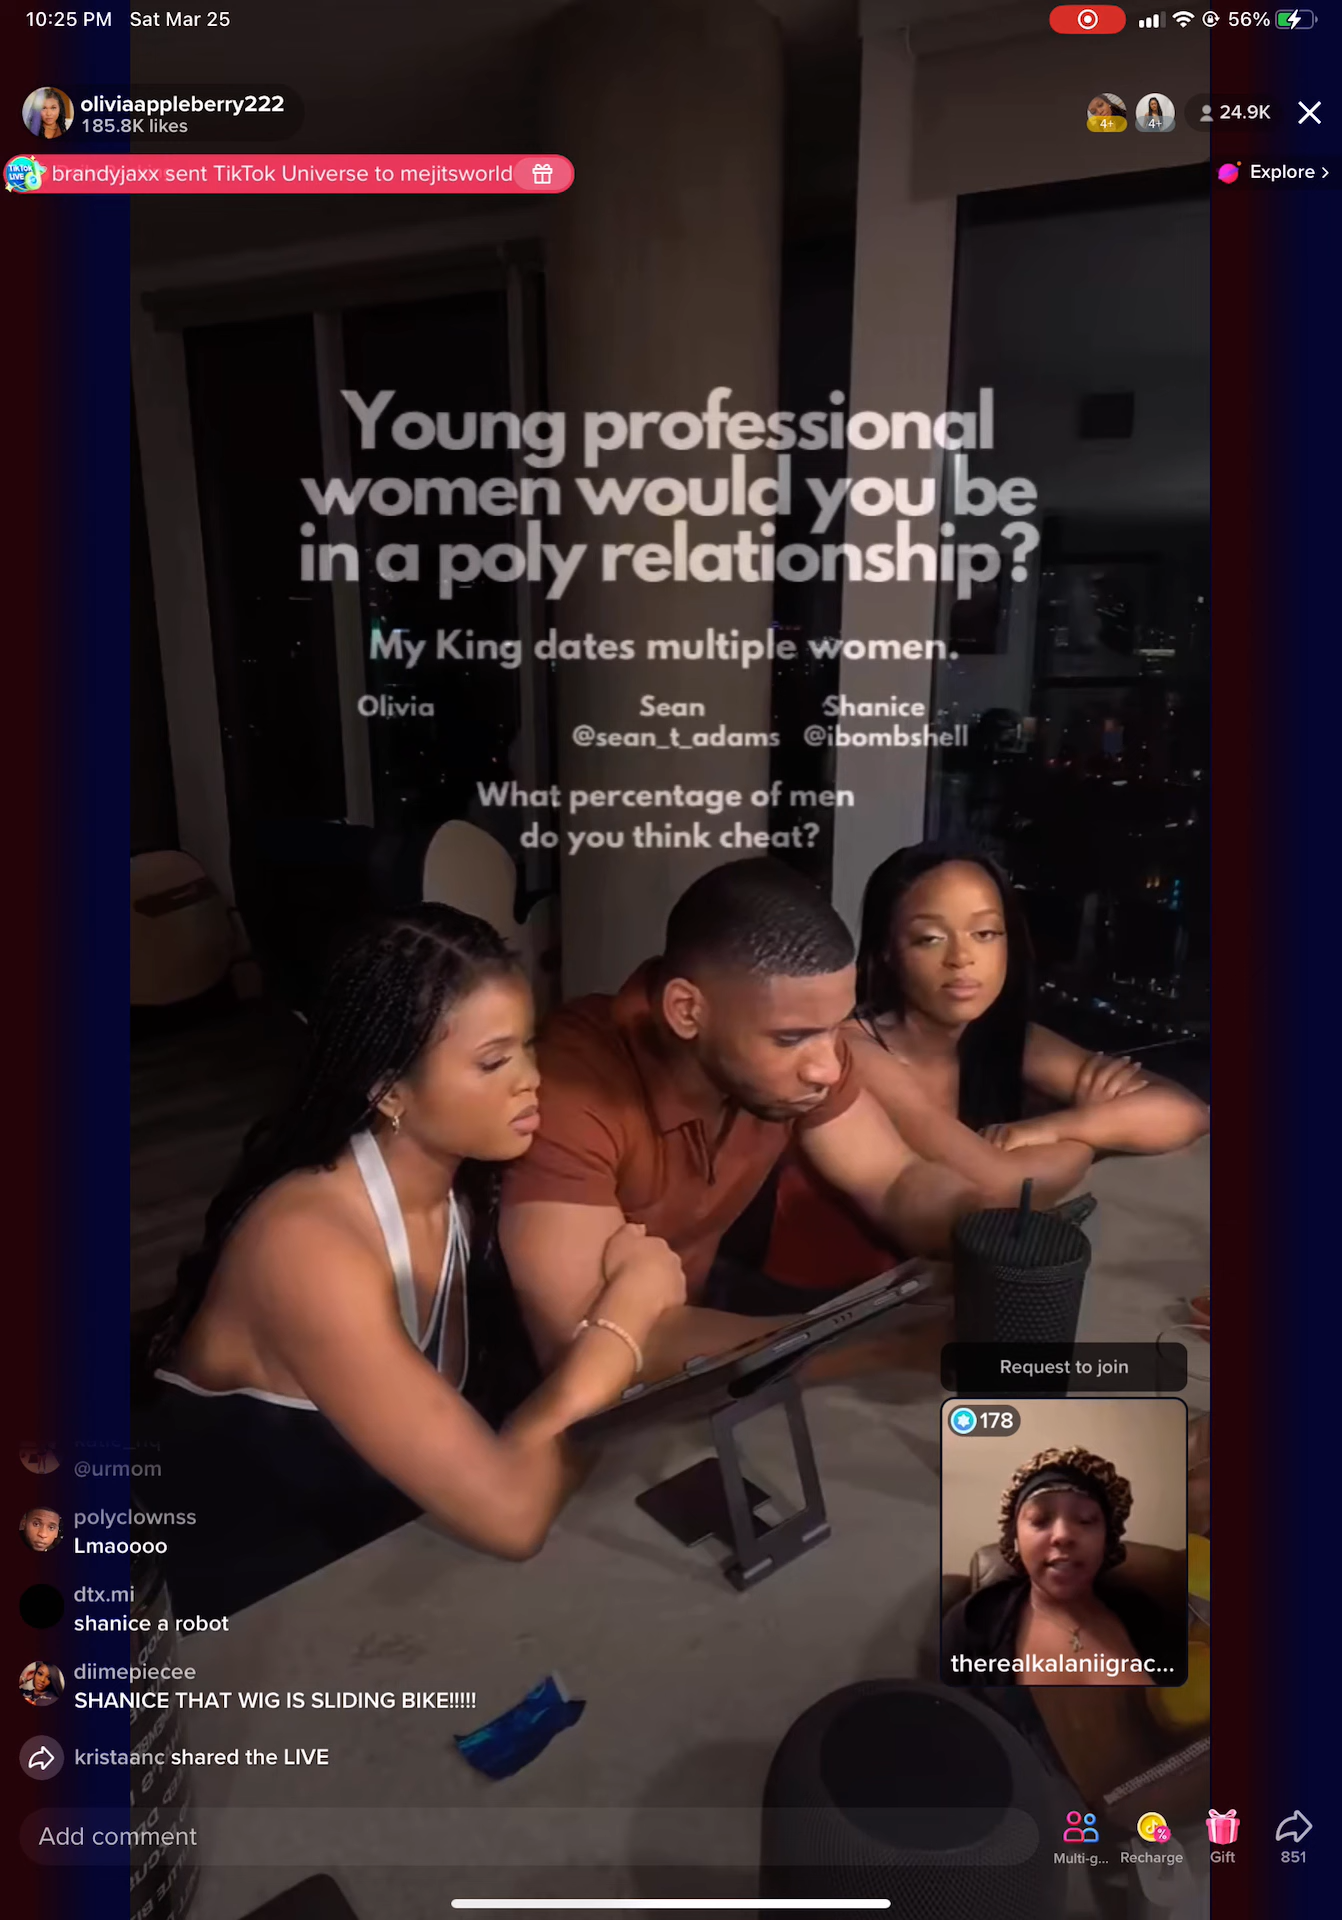 10:25 PM Sat Mar 25
56%
oliviaappleberry222
185.8K likes
4+
4+
24.9K
TikTok
LIVE
brandyjaxx sent TikTok Universe to mejitsworld
Explore >
Young professional
women would you be
in a poly relationship?
My King dates multiple women.
Olivia Sean Shanice
@sean_t_adams @ibombshell
What percentage of men
do you think cheat?
Request to join
178
therealkalaniigrac...
@urmom
polyclownss
Lmaoooo
dtx.mi
shanice a robot
diimepiecee
SHANICE THAT WIG IS SLIDING BIKE!!!!!
kristaanc shared the LIVE
Add comment
Multi-g...
Recharge
Gift
851